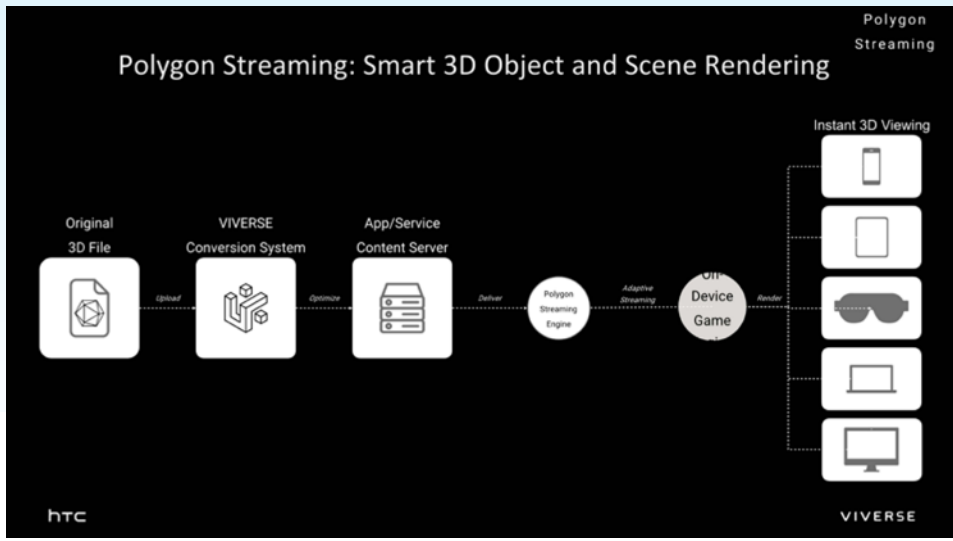 Polygon
Streaming
Polygon Streaming: Smart 3D Object and Scene Rendering
Instant 3D Viewing
Original
3D File
VIVERSE
Conversion System
App/Service
Content Server
Upload
Optimize
Deliver
Polygon
Streaming
Engine
Adaptive
Streaming
Device
Game
Render
hTC
VIVERSE